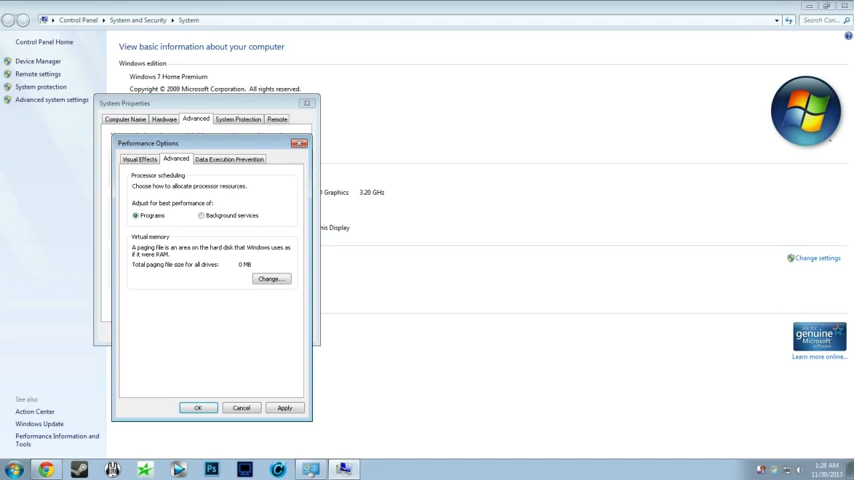 Control Panel
System and Security
System
Search Con...
Control Panel Home
Device Manager
Remote settings
System protection
Advanced system settings
View basic information about your computer
Windows edition
Windows 7 Home Premium
Copyright © 2009 Microsoft Corporation. All rights reserved.
System Properties
Computer Name
Hardware
Advanced
System Protection
Remote
Performance Options
Visual Effects
Advanced
Data Execution Prevention
Processor scheduling
Choose how to allocate processor resources.
Adjust for best performance of:
Programs
Background services
Virtual memory
A paging file is an area on the hard disk that Windows uses as
if it were RAM.
Total paging file size for all drives:
0 MB
Change...
OK
Cancel
Apply
Graphics
3.20 GHz
his Display
Change settings
ask for
genuine
Microsoft
software
Learn more online...
See also
Action Center
Windows Update
Performance Information and
Tools
Ps
1:28 AM
11/30/2013